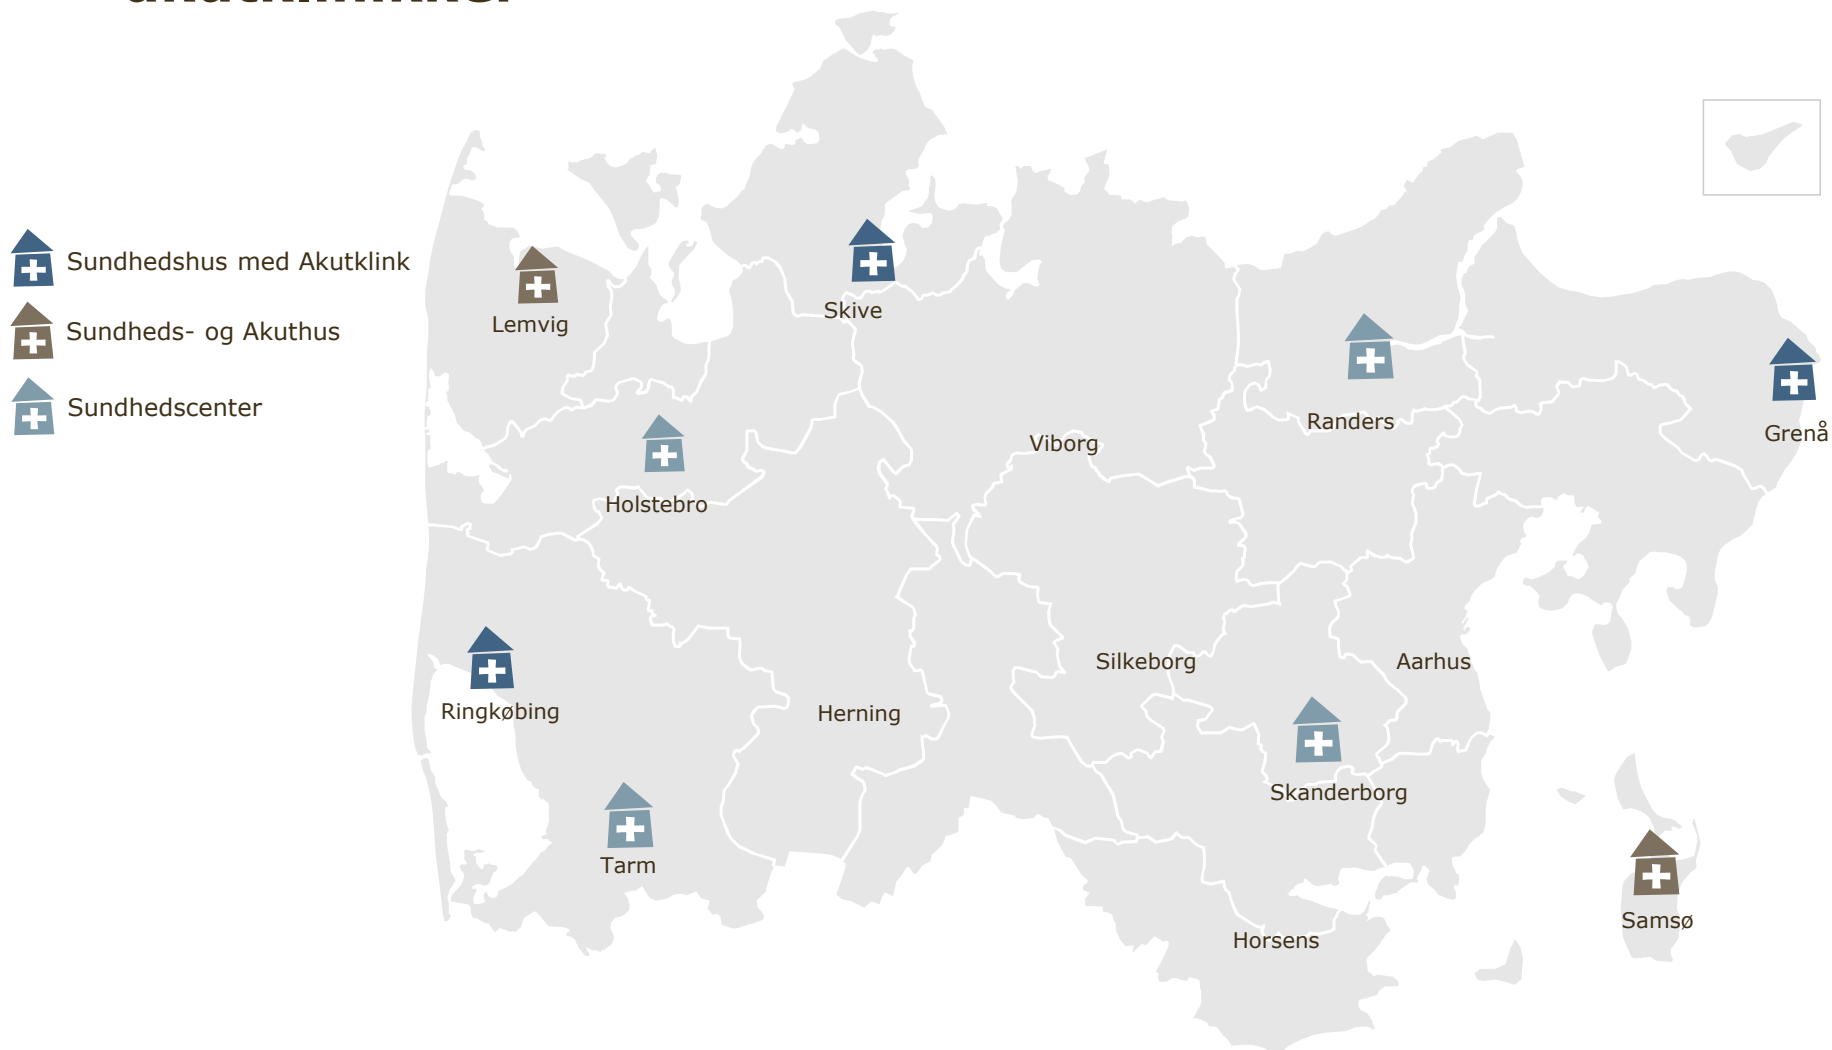 Sundhedshus med Akutklink
Sundheds- og Akuthus
Sundhedscenter
Lemvig
Skive
Randers
Grenå
Viborg
Holstebro
Silkeborg
Aarhus
Ringkøbing
Herning
Skanderborg
Tarm
Samsø
Horsens